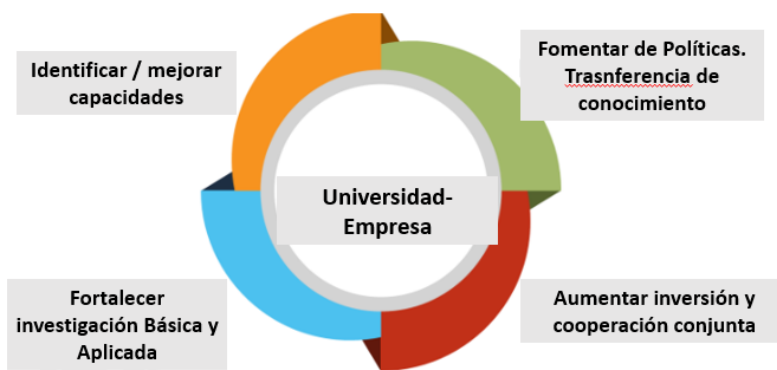 Identificar / mejorar
capacidades
Fomentar de Políticas.
Trasnferencia de
conocimiento
Universidad-
Empresa
Fortalecer
investigación Básica y
Aplicada
Aumentar inversión y
cooperación conjunta